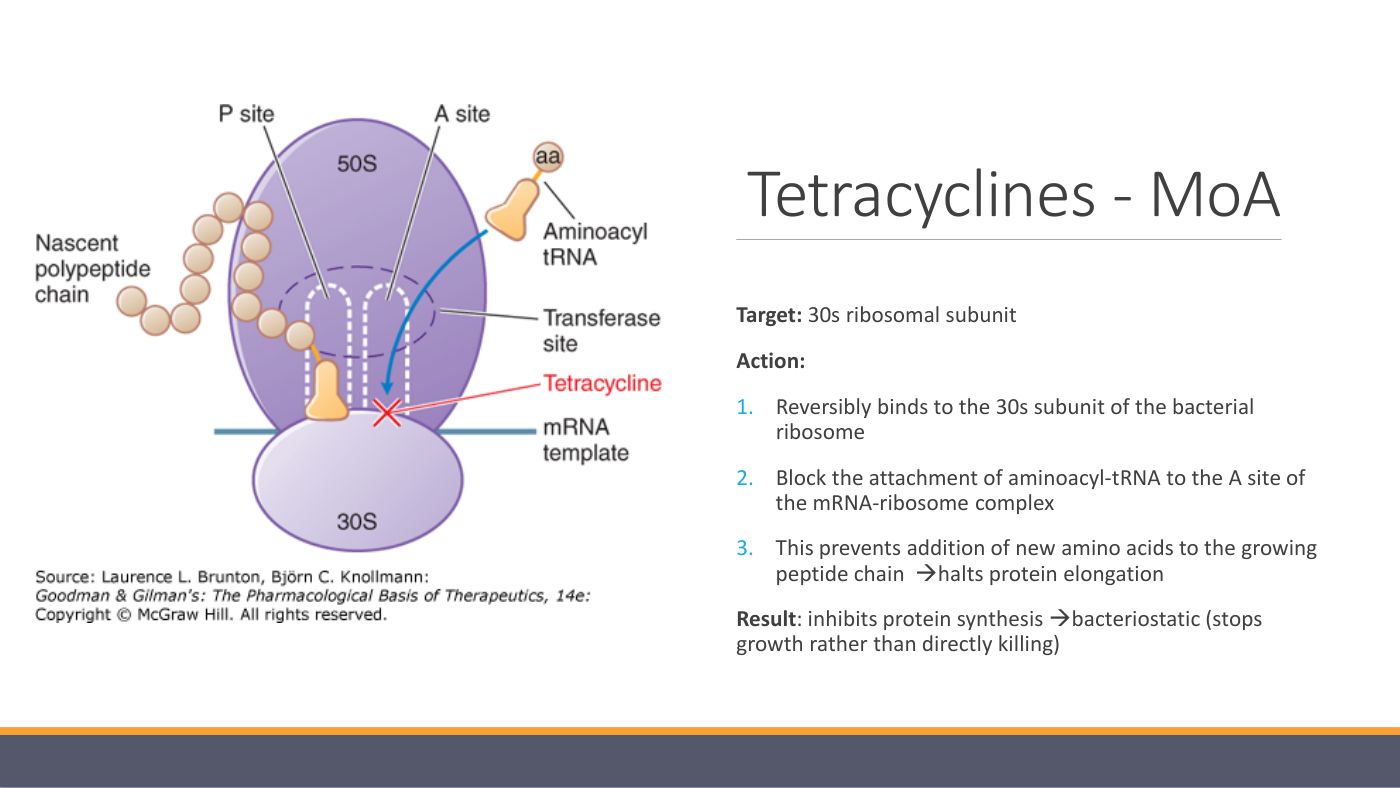 P site
A site
50S
aa
Aminoacyl
tRNA
Nascent
polypeptide
chain
Transferase
site
Tetracycline
mRNA
template
30S
Source: Laurence L. Brunton, Björn C. Knollmann:
Goodman & Gilman's: The Pharmacological Basis of Therapeutics, 14e:
Copyright © McGraw Hill. All rights reserved.
Tetracyclines - MoA
Target: 30s ribosomal subunit
Action:
1. Reversibly binds to the 30s subunit of the bacterial
ribosome
2. Block the attachment of aminoacyl-tRNA to the A site of
the mRNA-ribosome complex
3. This prevents addition of new amino acids to the growing
peptide chain →halts protein elongation
Result: inhibits protein synthesis →bacteriostatic (stops
growth rather than directly killing)